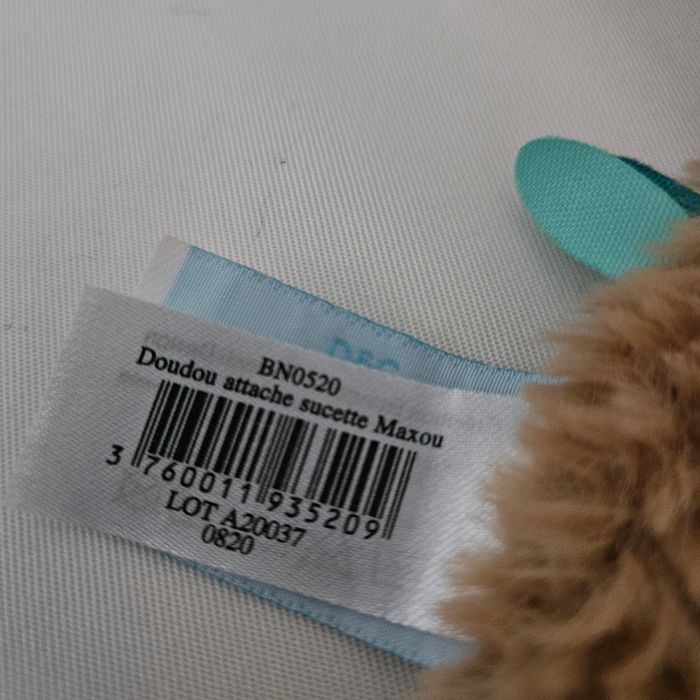 BN0520
Doudou attache sucette Maxou
3 760011 935209
LOT A20037
0820